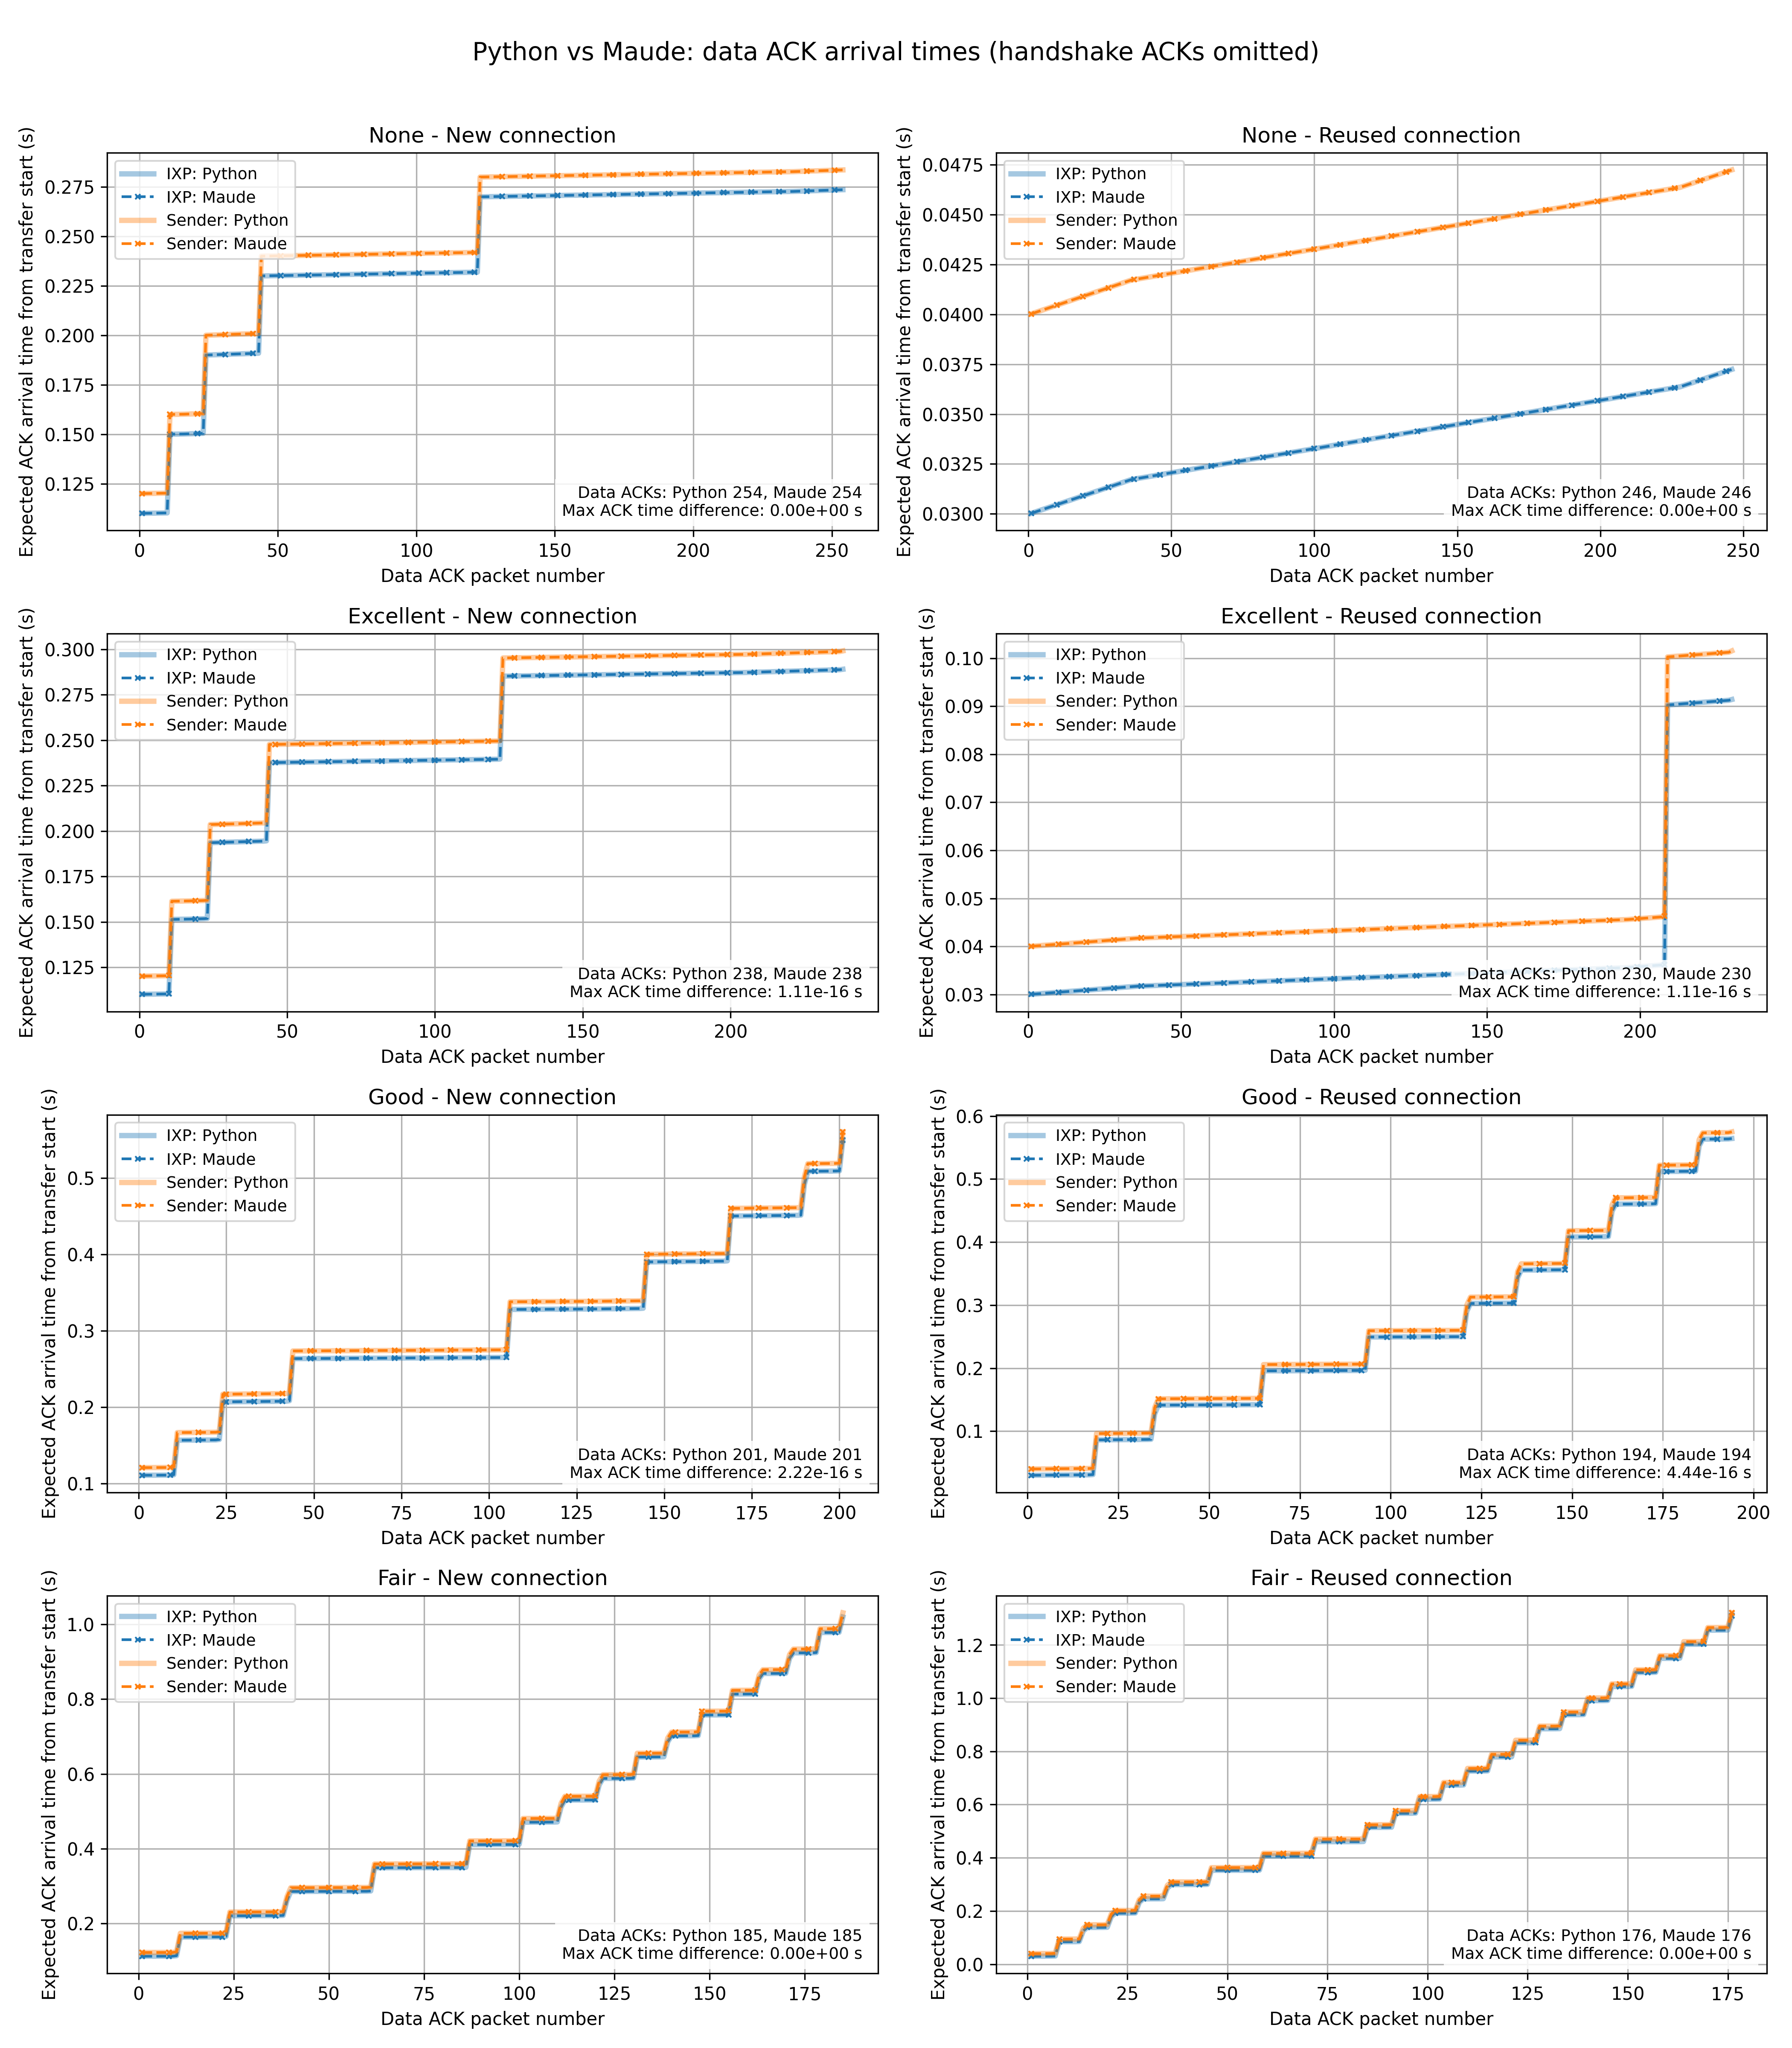 Python vs Maude: data ACK arrival times (handshake ACKs omitted)
None - New connection
Expected ACK arrival time from transfer start (s)
0.275
0.250
0.225
0.200
0.175
0.150
0.125
IXP: Python
IXP: Maude
Sender: Python
Sender: Maude
Data ACKs: Python 254, Maude 254
Max ACK time difference: 0.00e+00 s
0 50 100 150 200 250
Data ACK packet number
None - Reused connection
Expected ACK arrival time from transfer start (s)
0.0475
0.0450
0.0425
0.0400
0.0375
0.0350
0.0325
0.0300
IXP: Python
IXP: Maude
Sender: Python
Sender: Maude
Data ACKs: Python 246, Maude 246
Max ACK time difference: 0.00e+00 s
0 50 100 150 200 250
Data ACK packet number
Excellent - New connection
Expected ACK arrival time from transfer start (s)
0.300
0.275
0.250
0.225
0.200
0.175
0.150
0.125
IXP: Python
IXP: Maude
Sender: Python
Sender: Maude
Data ACKs: Python 238, Maude 238
Max ACK time difference: 1.11e-16 s
0 50 100 150 200
Data ACK packet number
Excellent - Reused connection
Expected ACK arrival time from transfer start (s)
0.10
0.09
0.08
0.07
0.06
0.05
0.04
0.03
IXP: Python
IXP: Maude
Sender: Python
Sender: Maude
Data ACKs: Python 230, Maude 230
Max ACK time difference: 1.11e-16 s
0 50 100 150 200
Data ACK packet number
Good - New connection
Expected ACK arrival time from transfer start (s)
0.5
0.4
0.3
0.2
0.1
IXP: Python
IXP: Maude
Sender: Python
Sender: Maude
Data ACKs: Python 201, Maude 201
Max ACK time difference: 2.22e-16 s
0 25 50 75 100 125 150 175 200
Data ACK packet number
Good - Reused connection
Expected ACK arrival time from transfer start (s)
0.6
0.5
0.4
0.3
0.2
0.1
IXP: Python
IXP: Maude
Sender: Python
Sender: Maude
Data ACKs: Python 194, Maude 194
Max ACK time difference: 4.44e-16 s
0 25 50 75 100 125 150 175 200
Data ACK packet number
Fair - New connection
Expected ACK arrival time from transfer start (s)
1.0
0.8
0.6
0.4
0.2
IXP: Python
IXP: Maude
Sender: Python
Sender: Maude
Data ACKs: Python 185, Maude 185
Max ACK time difference: 0.00e+00 s
0 25 50 75 100 125 150 175
Data ACK packet number
Fair - Reused connection
Expected ACK arrival time from transfer start (s)
1.2
1.0
0.8
0.6
0.4
0.2
0.0
IXP: Python
IXP: Maude
Sender: Python
Sender: Maude
Data ACKs: Python 176, Maude 176
Max ACK time difference: 0.00e+00 s
0 25 50 75 100 125 150 175
Data ACK packet number